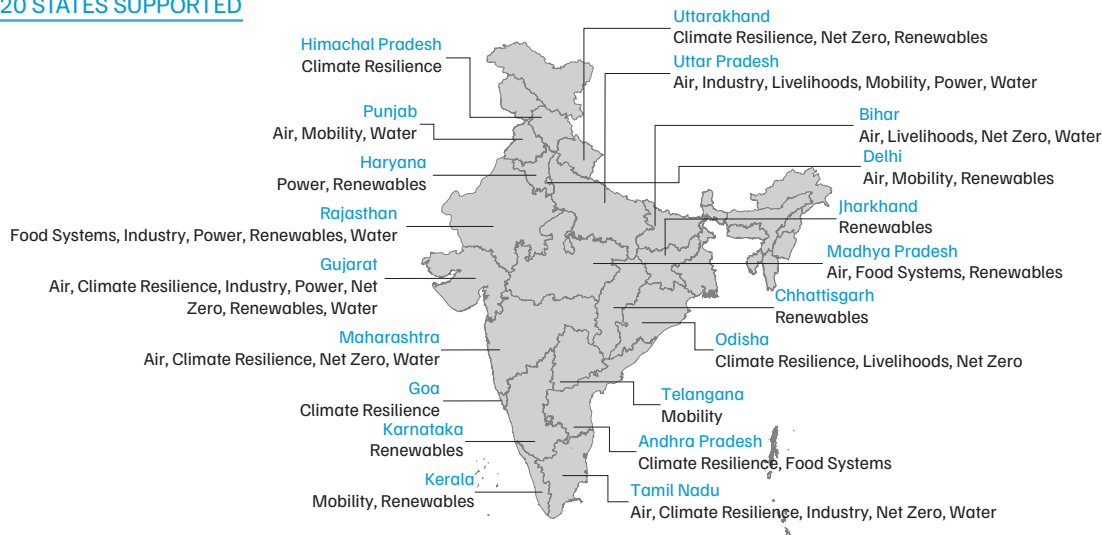 20 STATES SUPPORTED
Himachal Pradesh
Climate Resilience
Punjab
Air, Mobility, Water
Haryana
Power, Renewables
Rajasthan
Food Systems, Industry, Power, Renewables, Water
Gujarat
Air, Climate Resilience, Industry, Power, Net
Zero, Renewables, Water
Maharashtra
Air, Climate Resilience, Net Zero, Water
Goa
Climate Resilience
Karnataka
Renewables
Kerala
Mobility, Renewables
Uttarakhand
Climate Resilience, Net Zero, Renewables
Uttar Pradesh
Air, Industry, Livelihoods, Mobility, Power, Water
Bihar
Air, Livelihoods, Net Zero, Water
Delhi
Air, Mobility, Renewables
Jharkhand
Renewables
Madhya Pradesh
Air, Food Systems, Renewables
Chhattisgarh
Renewables
Odisha
Climate Resilience, Livelihoods, Net Zero
Telangana
Mobility
Andhra Pradesh
Climate Resilience, Food Systems
Tamil Nadu
Air, Climate Resilience, Industry, Net Zero, Water